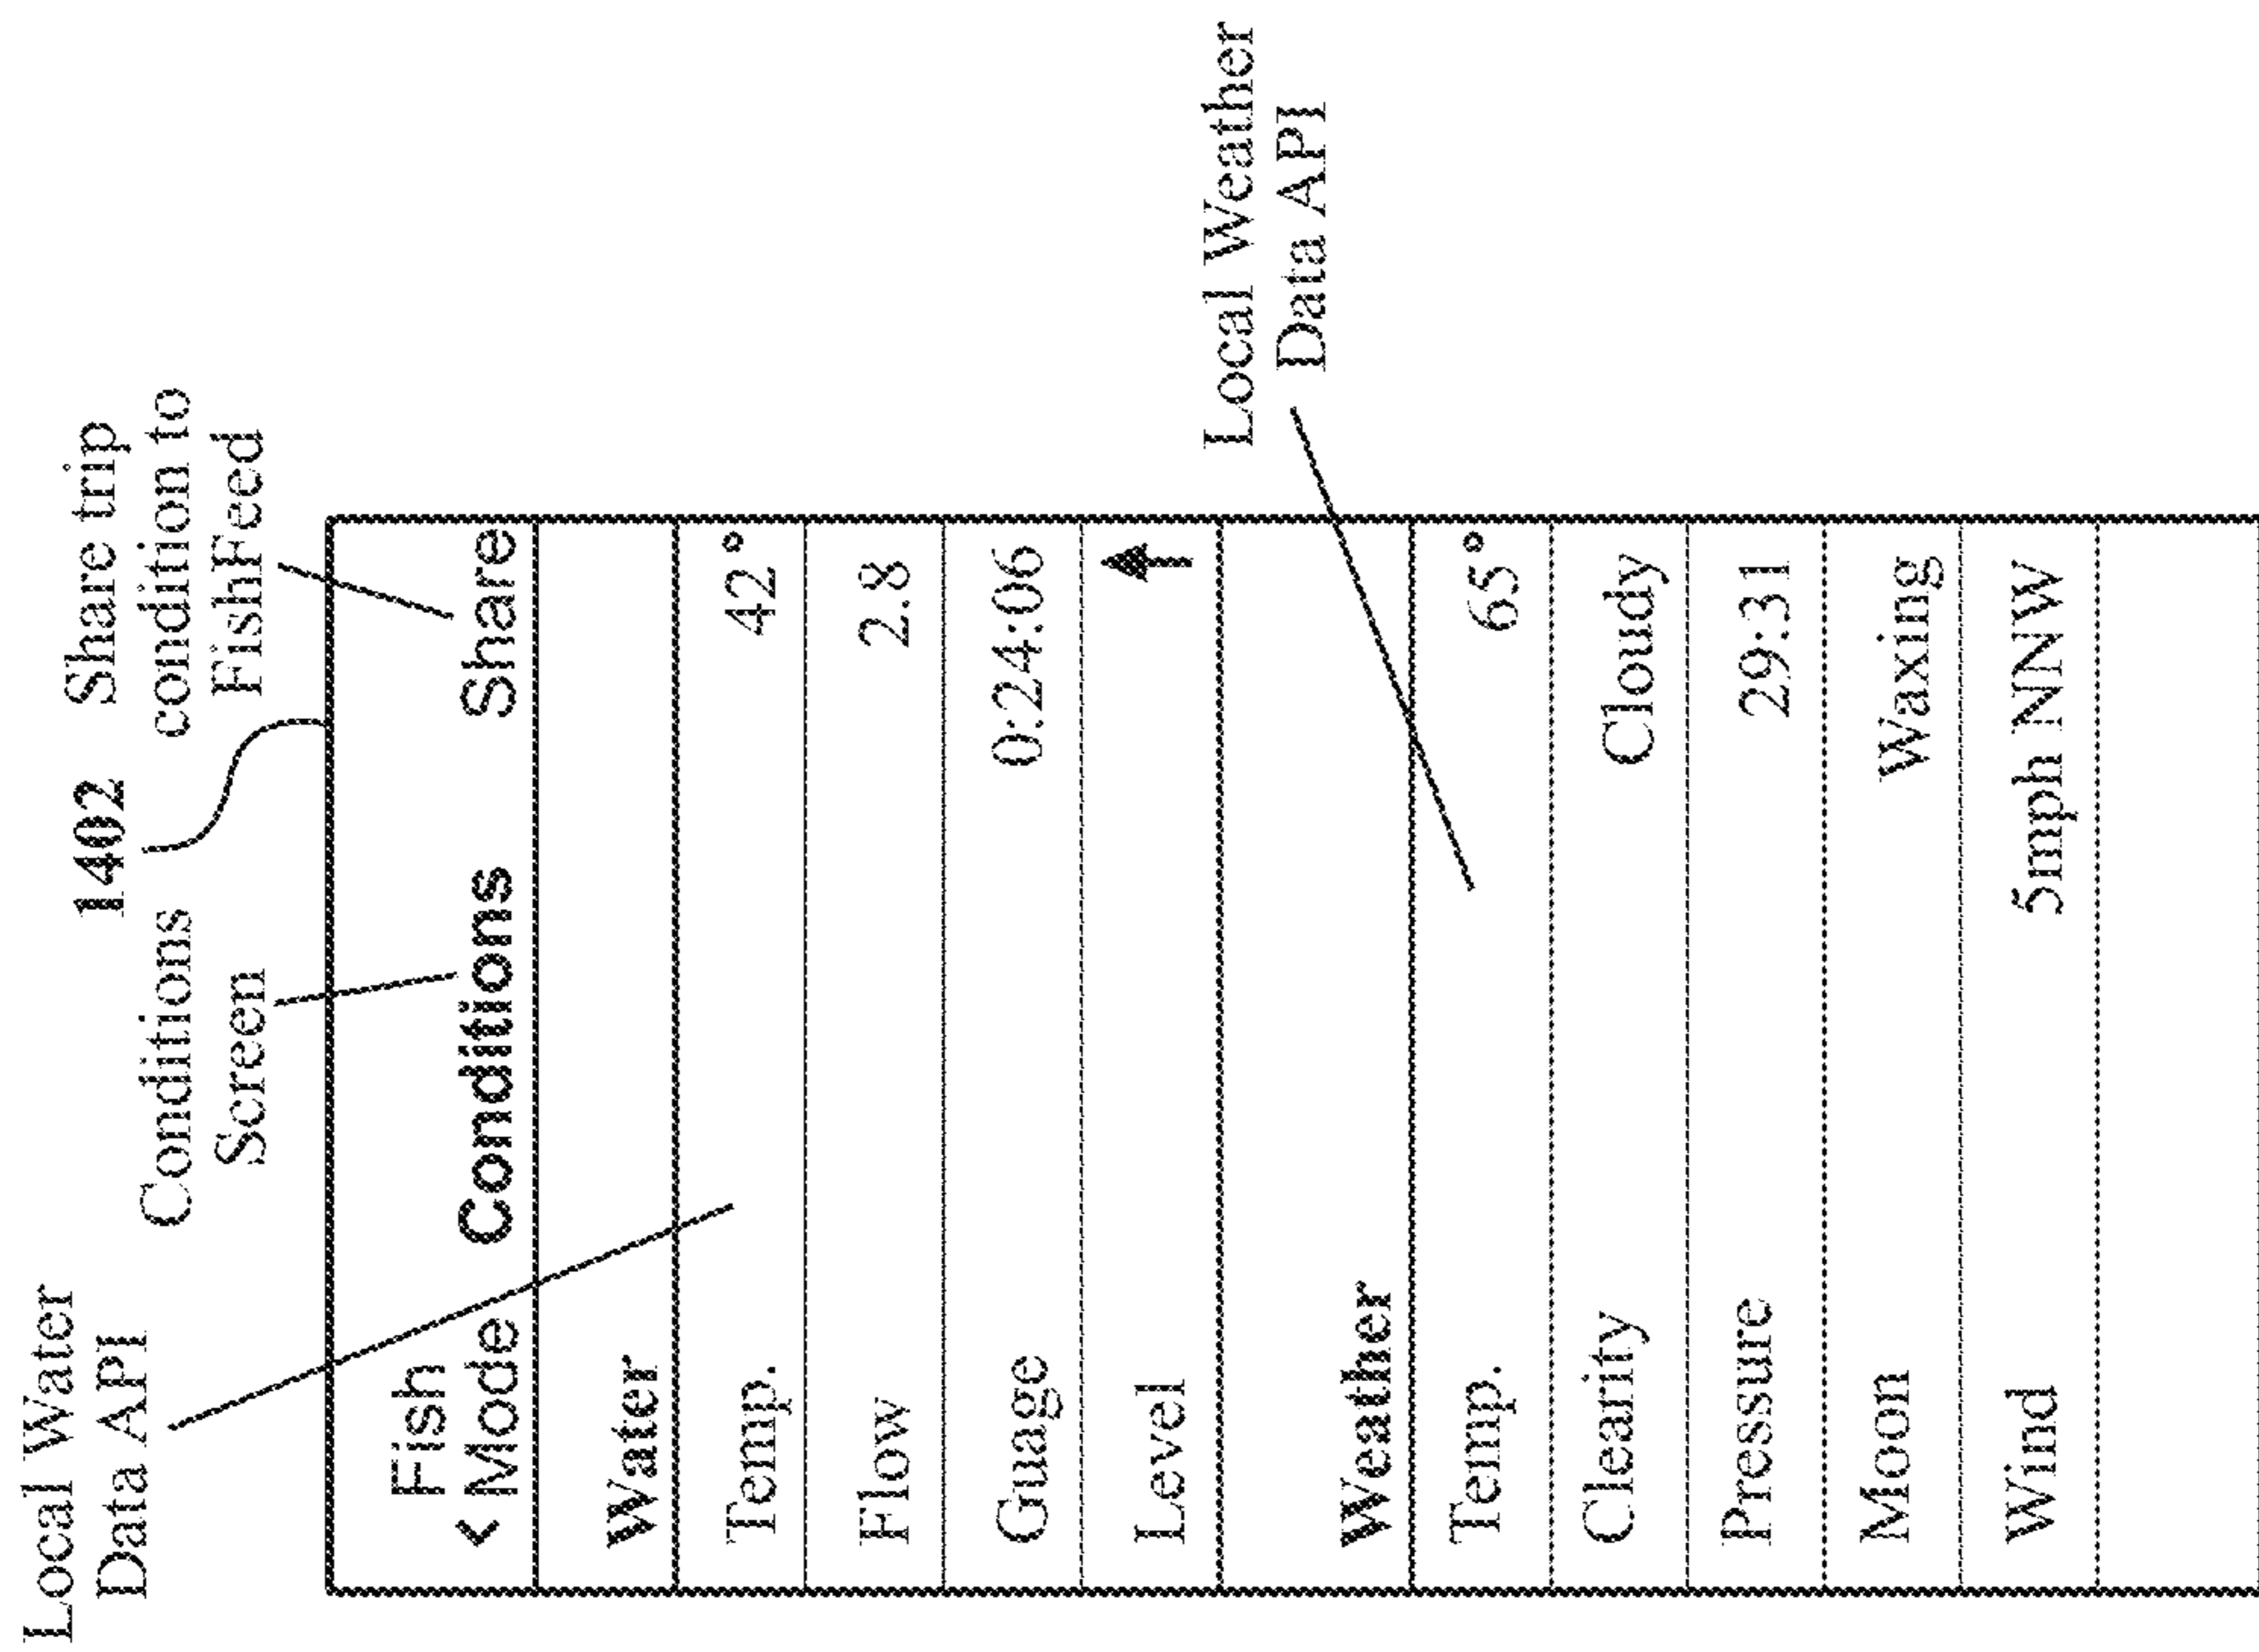 Local Water
Data API
Conditions
Screen
1402
Share trip
condition to
FishFeed
Fish
< Mode Conditions Share
Water
Temp. 42°
Flow 2.8
Guage 0:24:06
Level
Weather
Temp. 65°
Clearity Cloudy
Pressure 29:31
Moon Waxing
Wind 5mph NNW
Local Weather
Data API